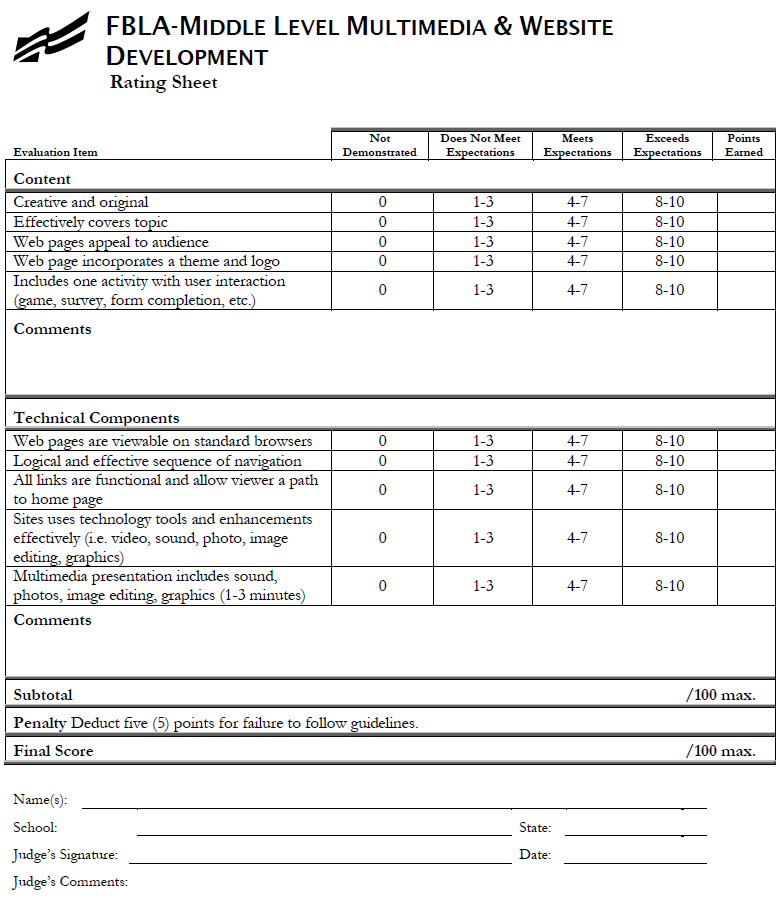 FBLA-MIDDLE LEVEL MULTIMEDIA & WEBSITE
DEVELOPMENT
Rating Sheet
Evaluation Item
Not Demonstrated
Does Not Meet Expectations
Meets Expectations
Exceeds Expectations
Points Earned
Content
Creative and original 0 1-3 4-7 8-10
Effectively covers topic 0 1-3 4-7 8-10
Web pages appeal to audience 0 1-3 4-7 8-10
Web page incorporates a theme and logo 0 1-3 4-7 8-10
Includes one activity with user interaction
(game, survey, form completion, etc.) 0 1-3 4-7 8-10
Comments
Technical Components
Web pages are viewable on standard browsers 0 1-3 4-7 8-10
Logical and effective sequence of navigation 0 1-3 4-7 8-10
All links are functional and allow viewer a path
to home page 0 1-3 4-7 8-10
Sites uses technology tools and enhancements
effectively (i.e. video, sound, photo, image 0 1-3 4-7 8-10
editing, graphics)
Multimedia presentation includes sound,
photos, image editing, graphics (1-3 minutes) 0 1-3 4-7 8-10
Comments
Subtotal /100 max.
Penalty Deduct five (5) points for failure to follow guidelines.
Final Score /100 max.
Name(s):
School: State:
Judge's Signature: Date:
Judge's Comments: